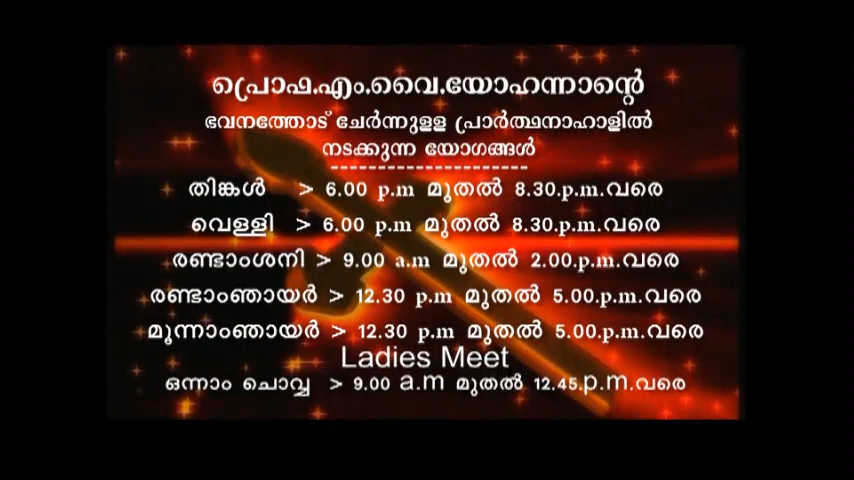 പ്രൊഫ.എം.വൈ.യോഹന്നാന്റെ
ഭവനത്തോട് ചേർന്നുളള പ്രാർത്ഥനാഹാളിൽ
നടക്കുന്ന യോഗങ്ങൾ
---------------------
തിങ്കൾ > 6.00 p.m മുതൽ 8.30.p.m.വരെ
വെള്ളി > 6.00 p.m മുതൽ 8.30.p.m.വരെ
രണ്ടാംശനി > 9.00 a.m മുതൽ 2.00.p.m.വരെ
രണ്ടാംഞായർ > 12.30 p.m മുതൽ 5.00.p.m.വരെ
മൂന്നാംഞായർ > 12.30 p.m മുതൽ 5.00.p.m.വരെ
Ladies Meet
ഒന്നാം ചൊവ്വ > 9.00 a.m മുതൽ 12.45.p.m.വരെ